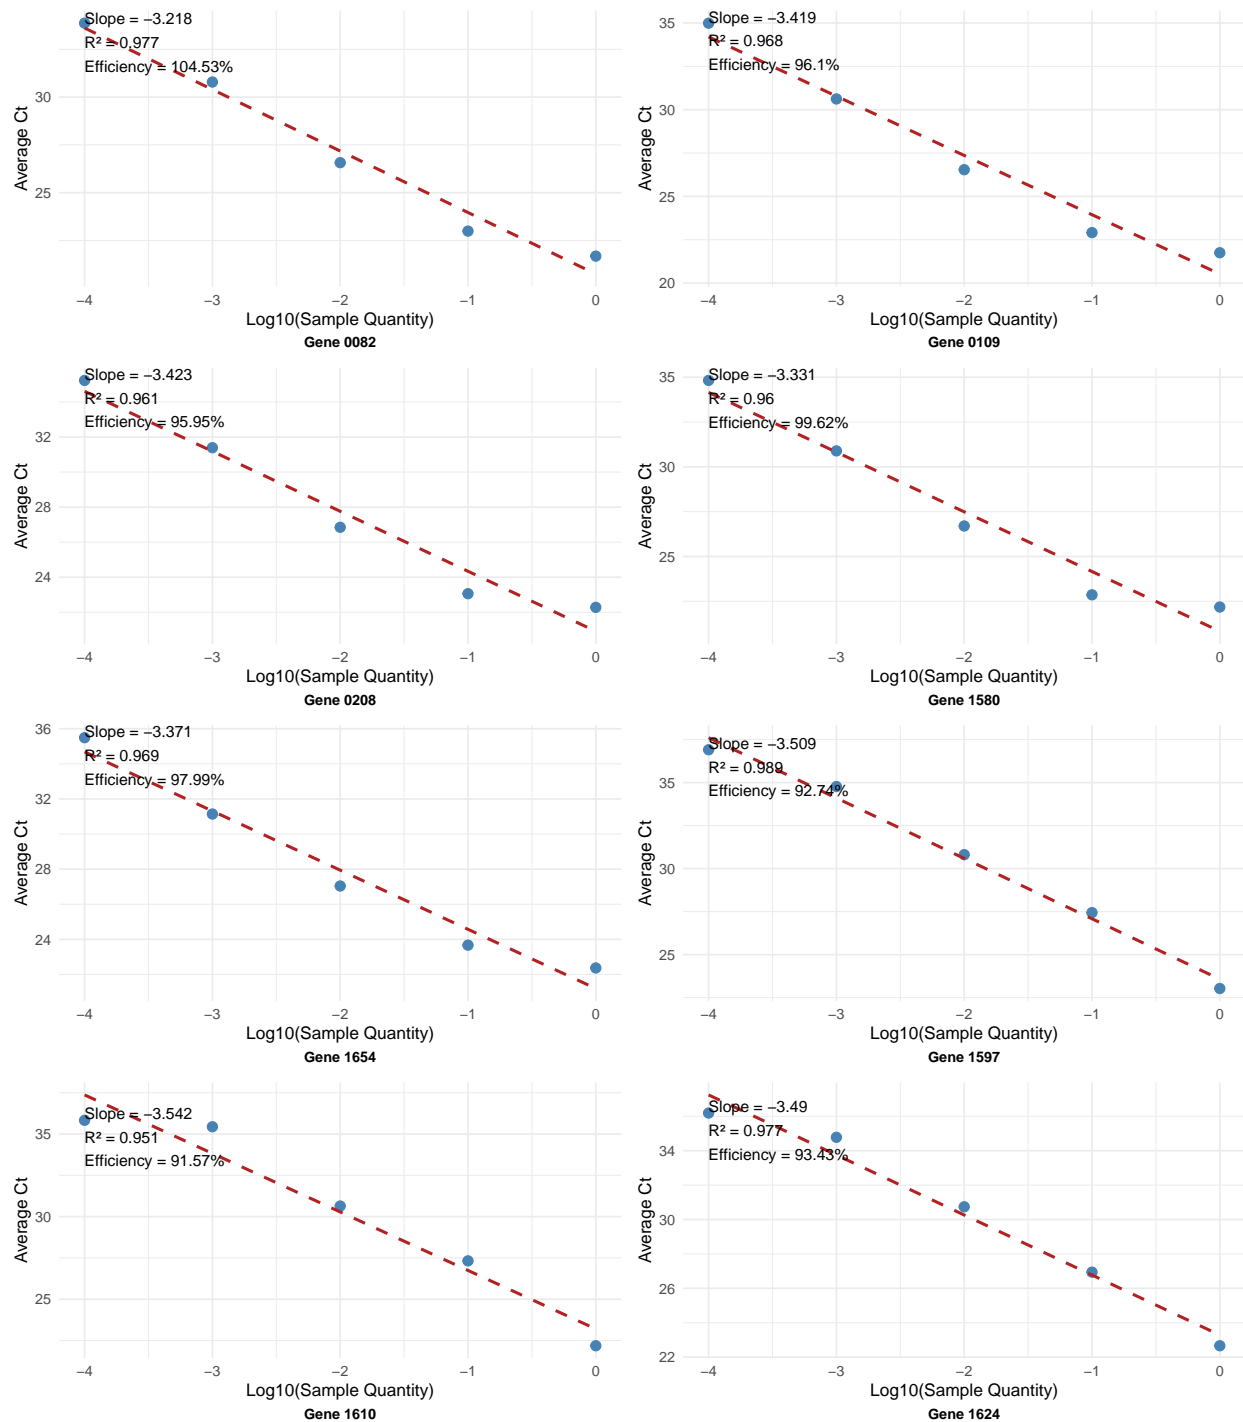 Slope = −3.218
R² = 0.977
Efficiency = 104.53%
30
25
Average Ct
−4 −3 −2 −1 0
Log10(Sample Quantity)
Gene 0082
Slope = −3.419
R² = 0.968
Efficiency = 96.1%
35
30
25
20
Average Ct
−4 −3 −2 −1 0
Log10(Sample Quantity)
Gene 0109
Slope = −3.423
R² = 0.961
Efficiency = 95.95%
32
28
24
Average Ct
−4 −3 −2 −1 0
Log10(Sample Quantity)
Gene 0208
Slope = −3.331
R² = 0.96
Efficiency = 99.62%
35
30
25
Average Ct
−4 −3 −2 −1 0
Log10(Sample Quantity)
Gene 1580
Slope = −3.371
R² = 0.969
Efficiency = 97.99%
36
32
28
24
Average Ct
−4 −3 −2 −1 0
Log10(Sample Quantity)
Gene 1654
Slope = −3.509
R² = 0.989
Efficiency = 92.74%
35
30
25
Average Ct
−4 −3 −2 −1 0
Log10(Sample Quantity)
Gene 1597
Slope = −3.542
R² = 0.951
Efficiency = 91.57%
35
30
25
Average Ct
−4 −3 −2 −1 0
Log10(Sample Quantity)
Gene 1610
Slope = −3.49
R² = 0.977
Efficiency = 93.43%
34
30
26
22
Average Ct
−4 −3 −2 −1 0
Log10(Sample Quantity)
Gene 1624